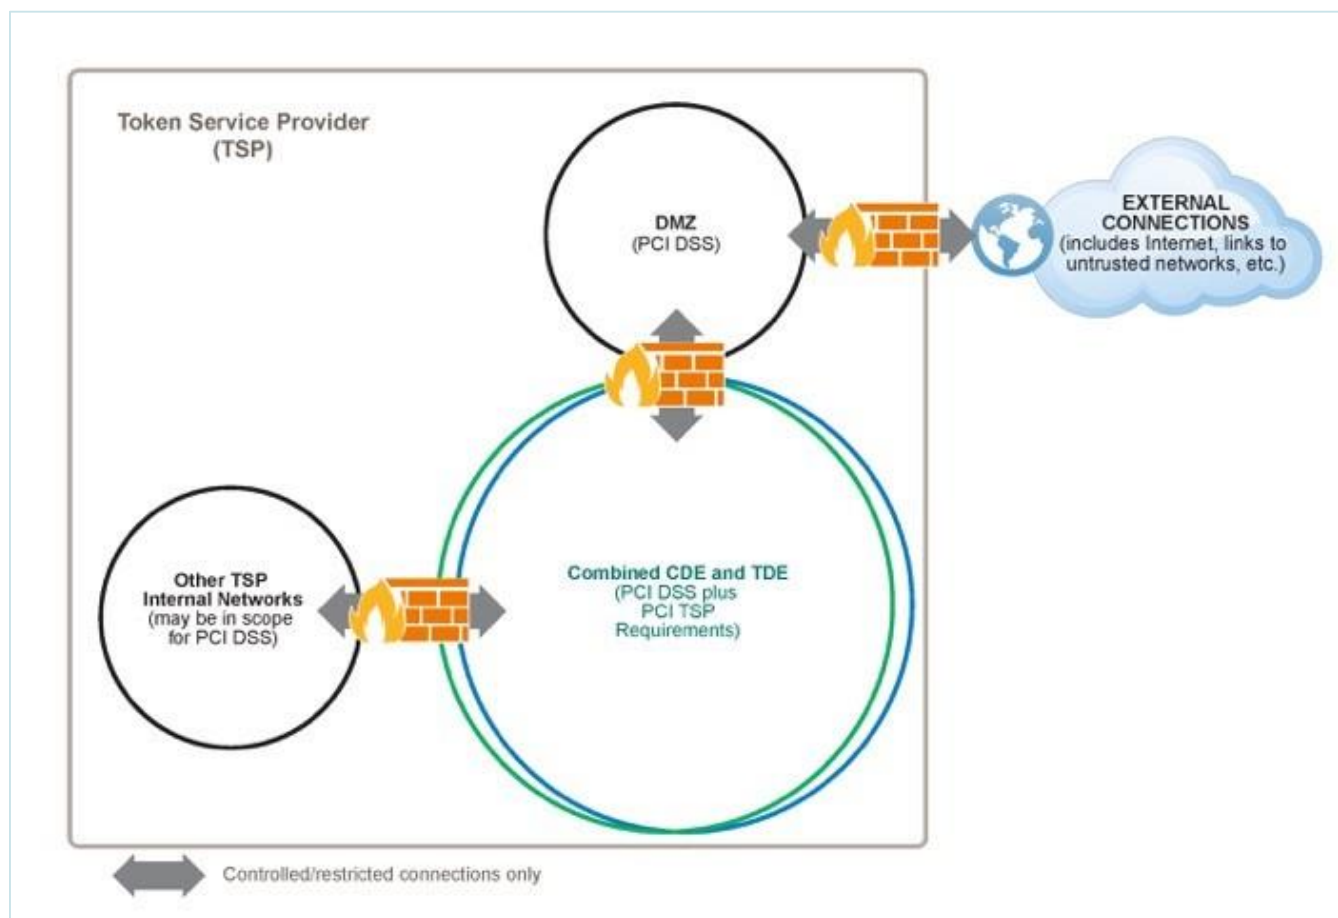 Token Service Provider
(TSP)
DMZ
(PCI DSS)
EXTERNAL
CONNECTIONS
(includes Internet, links to
untrusted networks, etc.)
Other TSP
Internal Networks
(may be in scope
for PCI DSS)
Combined CDE and TDE
(PCI DSS plus
PCI TSP
Requirements)
Controlled/restricted connections only